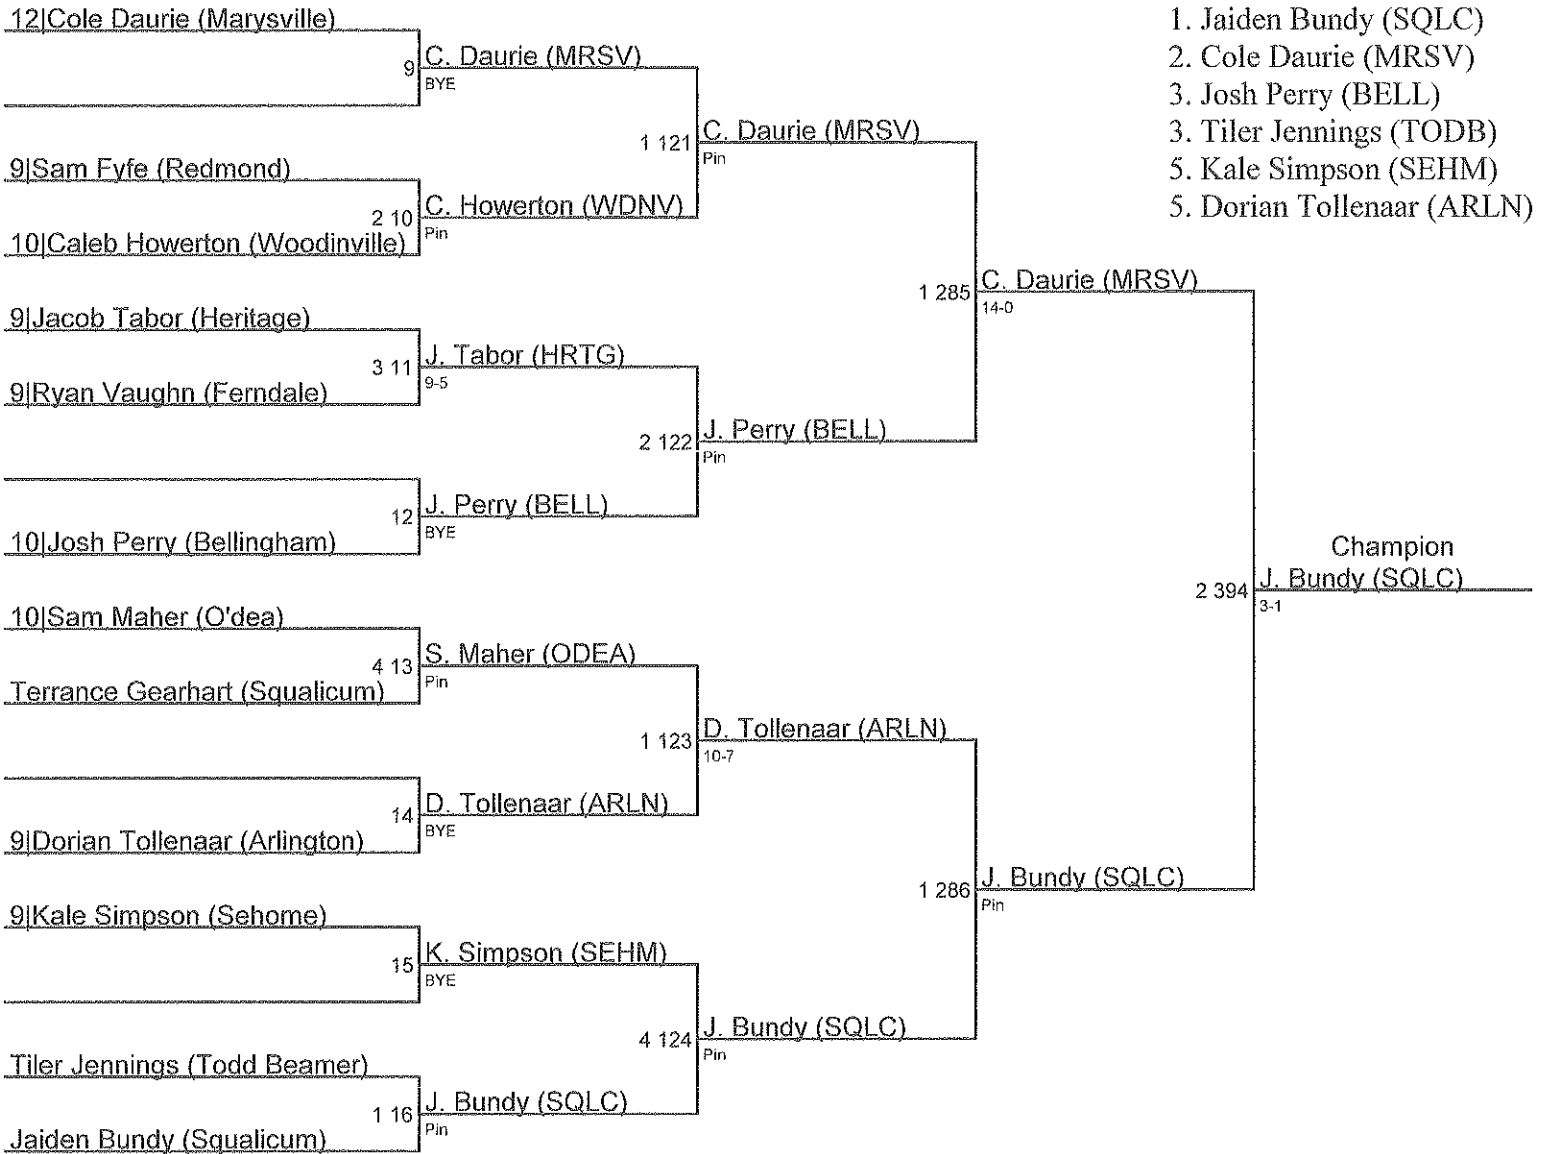 12|Cole Daurie (Marysville)
9
C. Daurie (MRSV)
BYE
9|Sam Fyfe (Redmond)
2 10
C. Howerton (WDNV)
Pin
10|Caleb Howerton (Woodinville)
1 121
C. Daurie (MRSV)
Pin
9|Jacob Tabor (Heritage)
3 11
J. Tabor (HRTG)
9-5
9|Ryan Vaughn (Ferndale)
2 122
J. Perry (BELL)
Pin
12
J. Perry (BELL)
BYE
10|Josh Perry (Bellingham)
1 285
C. Daurie (MRSV)
14-0
10|Sam Maher (O'dea)
4 13
S. Maher (ODEA)
Pin
Terrance Gearhart (Squalicum)
1 123
D. Tollenaar (ARLN)
10-7
14
D. Tollenaar (ARLN)
BYE
9|Dorian Tollenaar (Arlington)
1 286
J. Bundy (SQLC)
Pin
9|Kale Simpson (Sehome)
15
K. Simpson (SEHM)
BYE
4 124
J. Bundy (SQLC)
Pin
Tiler Jennings (Todd Beamer)
1 16
J. Bundy (SQLC)
Pin
Jaiden Bundy (Squalicum)
Champion
2 394
J. Bundy (SQLC)
3-1
1. Jaiden Bundy (SQLC)
2. Cole Daurie (MRSV)
3. Josh Perry (BELL)
3. Tiler Jennings (TODB)
5. Kale Simpson (SEHM)
5. Dorian Tollenaar (ARLN)